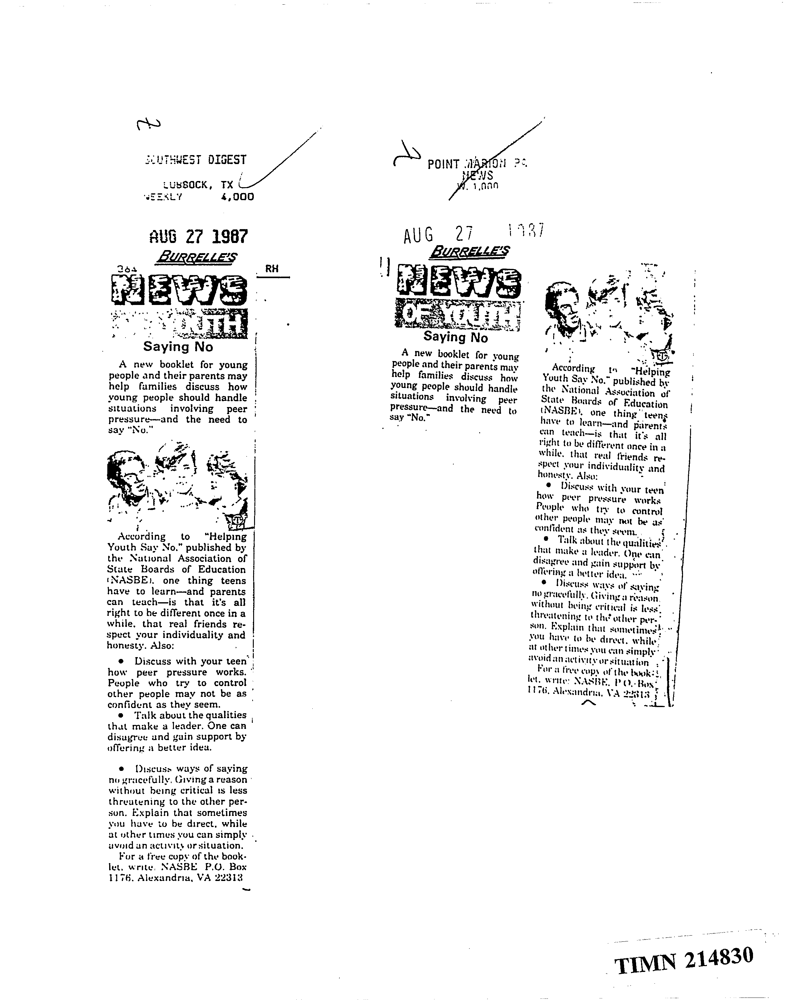 SOUTHWEST DIGEST
LUBBOCK, TX
WEEKLY 4,000
AUG 27 1987
BURRELLE'S
264
RH
NEWS
OF YOUTH
Saying No
A new booklet for young
people and their parents may
help families discuss how
young people should handle
situations involving peer
pressure—and the need to
say "No."
According to "Helping
Youth Say No." published by
the National Association of
State Boards of Education
(NASBE), one thing teens
have to learn—and parents
can teach—is that it's all
right to be different once in a
while, that real friends re-
spect your individuality and
honesty. Also:
• Discuss with your teen
how peer pressure works.
People who try to control
other people may not be as
confident as they seem.
• Talk about the qualities
that make a leader. One can
disagree and gain support by
offering a better idea.
• Discuss ways of saying
no gracefully. Giving a reason
without being critical is less
threatening to the other per-
son. Explain that sometimes
you have to be direct, while
at other times you can simply
avoid an activity or situation.
For a free copy of the book-
let, write. NASBE P.O. Box
1176, Alexandria, VA 22313
POINT MARION PA
NEWS
W. 1,000
AUG 27 1987
BURRELLE'S
NEWS
OF YOUTH
Saying No
A new booklet for young
people and their parents may
help families discuss how
young people should handle
situations involving peer
pressure—and the need to
say "No."
According to "Helping
Youth Say No." published by
the National Association of
State Boards of Education
(NASBE), one thing teens
have to learn—and parents
can teach—is that it's all
right to be different once in a
while, that real friends re-
spect your individuality and
honesty. Also:
• Discuss with your teen
how peer pressure works
People who try to control
other people may not be as
confident as they seem.
• Talk about the qualities
that make a leader. One can
disagree and gain support by
offering a better idea.
• Discuss ways of saying
no gracefully. Giving a reason
without being critical is less
threatening to the other per-
son. Explain that sometimes
you have to be direct, while
at other times you can simply
avoid an activity or situation
For a free copy of the book-
let, write: NASBE, P.O. Box
1176, Alexandria, VA 22313
TIMN 214830